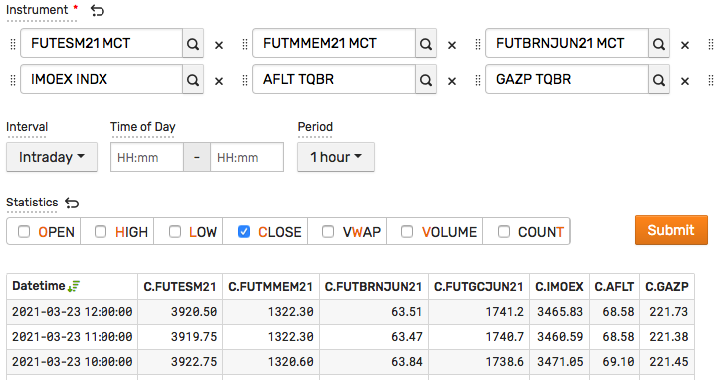 Instrument *
FUTESM21 MCT FUTMMEM21 MCT FUTBRNJUN21 MCT
IMOEX INDX AFLT TQBR GAZP TQBR
Interval Time of Day Period
Intraday HH:mm - HH:mm 1 hour
Statistics
OPEN HIGH LOW CLOSE VWAP VOLUME COUNT Submit
Datetime C.FUTESM21 C.FUTMMEM21 C.FUTBRNJUN21 C.FUTGCJUN21 C.IMOEX C.AFLT C.GAZP
2021-03-23 12:00:00 3920.50 1322.30 63.51 1741.2 3465.83 68.58 221.73
2021-03-23 11:00:00 3919.75 1322.30 63.47 1740.7 3460.59 68.58 221.38
2021-03-23 10:00:00 3922.75 1320.60 63.84 1738.6 3471.05 69.10 221.45